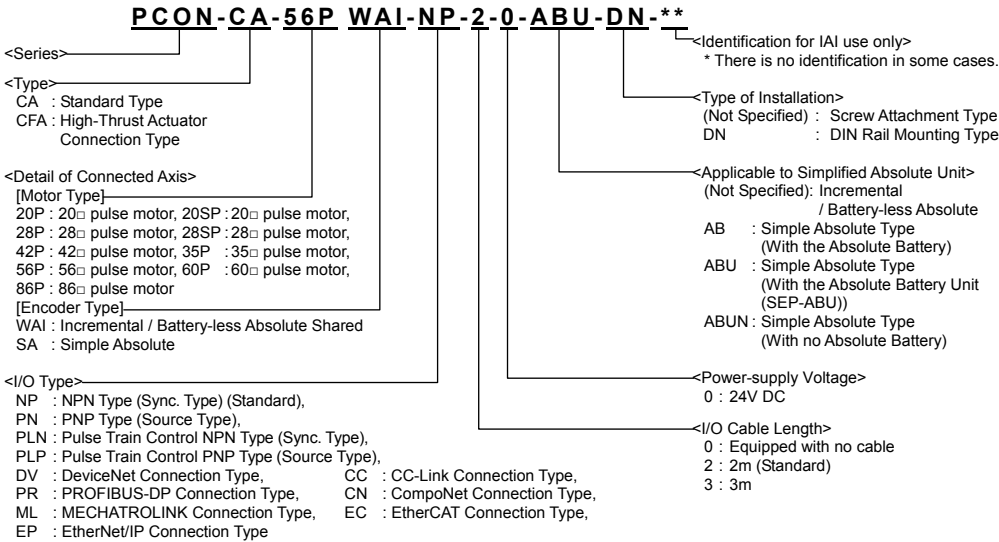 PCON-CA-56P WAI-NP-2-0-ABU-DN-**
<Series>
<Type>
CA : Standard Type
CFA : High-Thrust Actuator
Connection Type
<Detail of Connected Axis>
[Motor Type]
20P : 20□ pulse motor, 20SP : 20□ pulse motor,
28P : 28□ pulse motor, 28SP : 28□ pulse motor,
42P : 42□ pulse motor, 35P : 35□ pulse motor,
56P : 56□ pulse motor, 60P : 60□ pulse motor,
86P : 86□ pulse motor
[Encoder Type]
WAI : Incremental / Battery-less Absolute Shared
SA : Simple Absolute
<I/O Type>
NP : NPN Type (Sync. Type) (Standard),
PN : PNP Type (Source Type),
PLN : Pulse Train Control NPN Type (Sync. Type),
PLP : Pulse Train Control PNP Type (Source Type),
DV : DeviceNet Connection Type, CC : CC-Link Connection Type,
PR : PROFIBUS-DP Connection Type, CN : CompoNet Connection Type,
ML : MECHATROLINK Connection Type, EC : EtherCAT Connection Type,
EP : EtherNet/IP Connection Type
<Identification for IAI use only>
* There is no identification in some cases.
<Type of Installation>
(Not Specified) : Screw Attachment Type
DN : DIN Rail Mounting Type
<Applicable to Simplified Absolute Unit>
(Not Specified): Incremental
/ Battery-less Absolute
AB : Simple Absolute Type
(With the Absolute Battery)
ABU : Simple Absolute Type
(With the Absolute Battery Unit
(SEP-ABU))
ABUN : Simple Absolute Type
(With no Absolute Battery)
<Power-supply Voltage>
0 : 24V DC
<I/O Cable Length>
0 : Equipped with no cable
2 : 2m (Standard)
3 : 3m